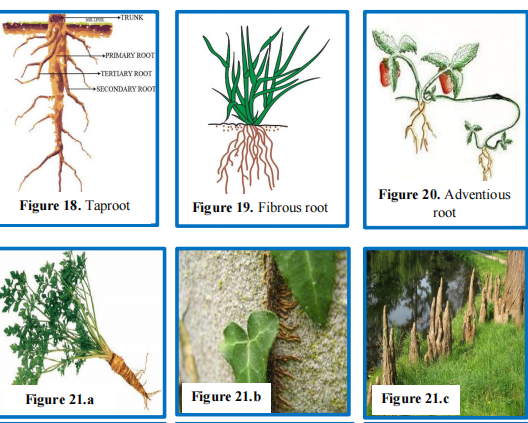 TRUNK
SOIL LEVEL
PRIMARY ROOT
TERTIARY ROOT
SECONDARY ROOT
Figure 18. Taproot
Figure 19. Fibrous root
Figure 20. Adventious
root
Figure 21.a
Figure 21.b
Figure 21.c